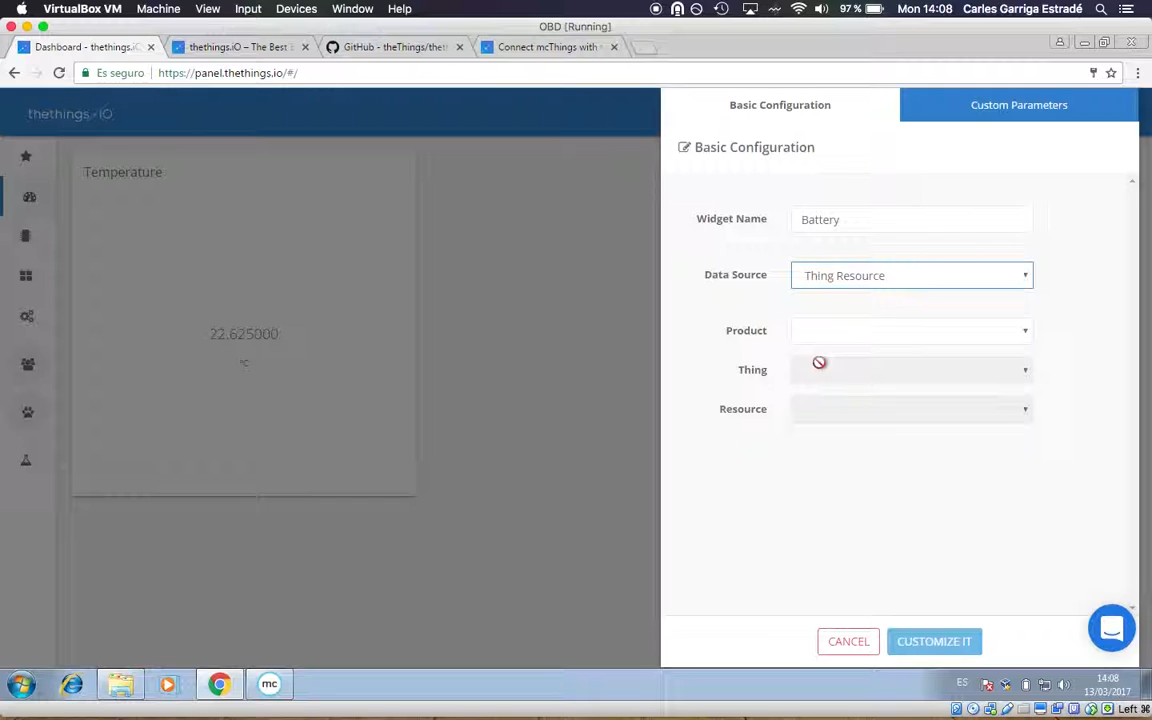 VirtualBox VM Machine View Input Devices Window Help 97 % Mon 14:08 Carles Garriga Estradé
OBD [Running]
Dashboard - thethings.iO thethings.iO – The Best GitHub - theThings/thet Connect mcThings with
Es seguro https://panel.thethings.io/#/
thethings iO
Basic Configuration Custom Parameters
Basic Configuration
Temperature
Widget Name Battery
Data Source Thing Resource
Product
22.625000
°C
Thing
Resource
CANCEL CUSTOMIZE IT
mc ES 14:08
13/03/2017
Left ⌘